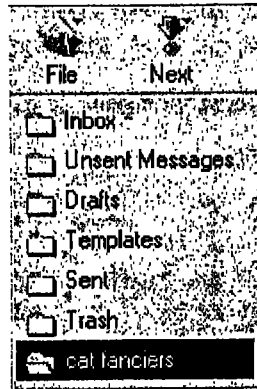 File Next
Inbox
Unsent Messages
Drafts
Templates
Sent
Trash
cat fanciers